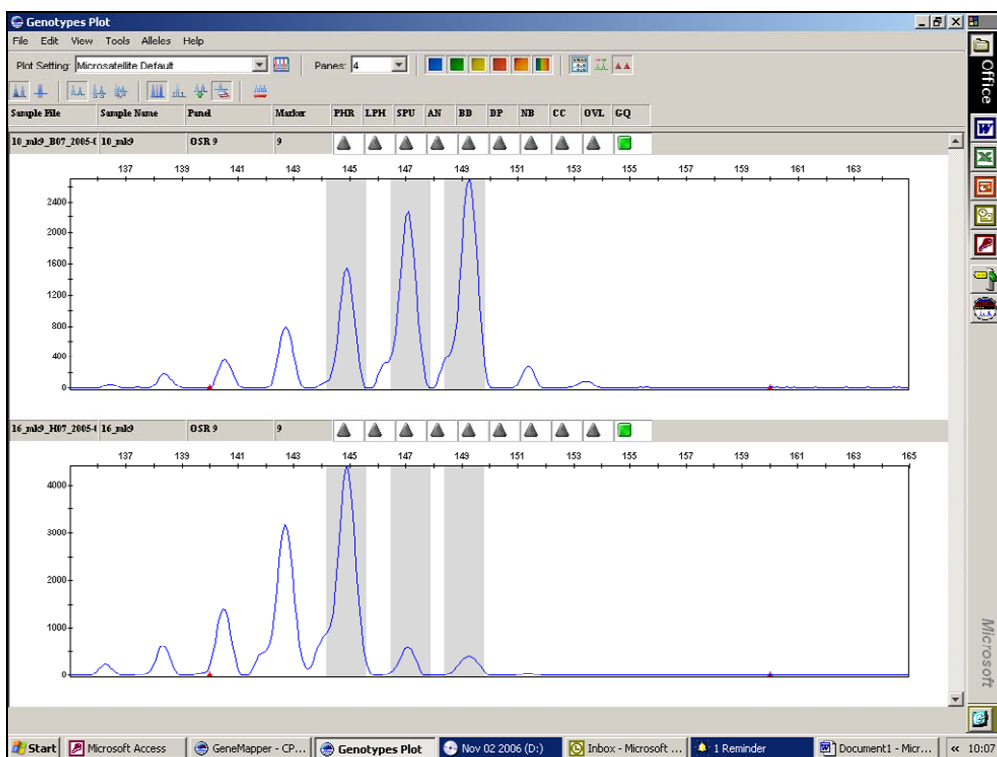 Genotypes Plot
File Edit View Tools Alleles Help
Plot Setting: Microsatellite Default Panes: 4
Sample File Sample Name Panel Marker PHR LPH SPU AN BD DP NB CC OVL GQ
10_mk9_B07_2005-( 10_mk9 OSR 9 9
137 139 141 143 145 147 149 151 153 155 157 159 161 163
2400
2000
1600
1200
800
400
0
16_mk9_H07_2005-( 16_mk9 OSR 9 9
137 139 141 143 145 147 149 151 153 155 157 159 161 163 165
4000
3000
2000
1000
0
Office
Microsoft
Start Microsoft Access GeneMapper - CP... Genotypes Plot Nov 02 2006 (D:) Inbox - Microsoft ... 1 Reminder Document1 - Micr... « 10:07